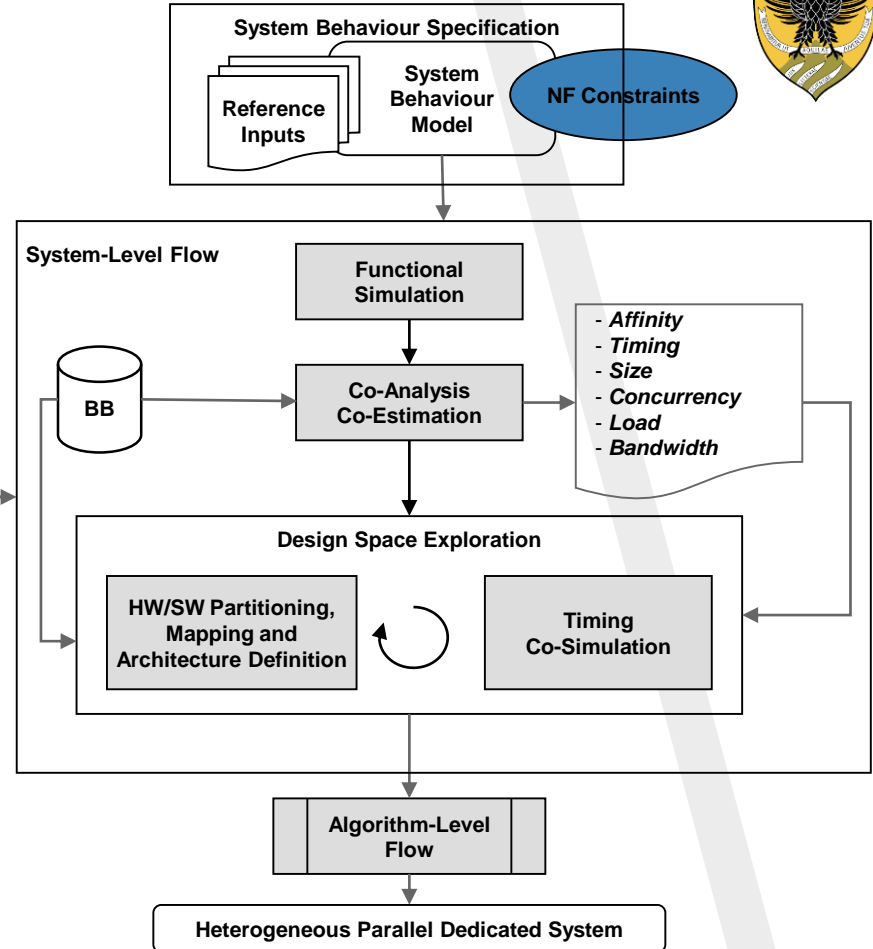 System Behaviour Specification
Reference
Inputs
System
Behaviour
Model
NF Constraints
System-Level Flow
Functional
Simulation
BB
Co-Analysis
Co-Estimation
- Affinity
- Timing
- Size
- Concurrency
- Load
- Bandwidth
Design Space Exploration
HW/SW Partitioning,
Mapping and
Architecture Definition
Timing
Co-Simulation
Algorithm-Level
Flow
Heterogeneous Parallel Dedicated System